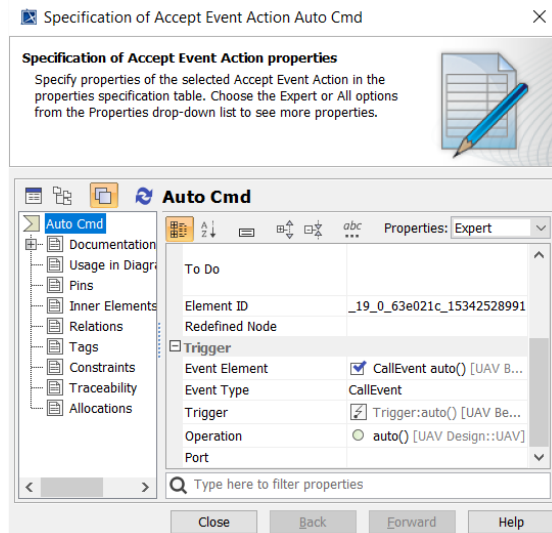 Specification of Accept Event Action Auto Cmd
Specification of Accept Event Action properties
Specify properties of the selected Accept Event Action in the
properties specification table. Choose the Expert or All options
from the Properties drop-down list to see more properties.
Auto Cmd
Auto Cmd
Documentation
Usage in Diagra
Pins
Inner Elements
Relations
Tags
Constraints
Traceability
Allocations
Properties: Expert
To Do
Element ID _19_0_63e021c_15342528991
Redefined Node
Trigger
Event Element CallEvent auto() [UAV B...
Event Type CallEvent
Trigger Trigger:auto() [UAV Be...
Operation auto() [UAV Design::UAV]
Port
Type here to filter properties
Close Back Forward Help